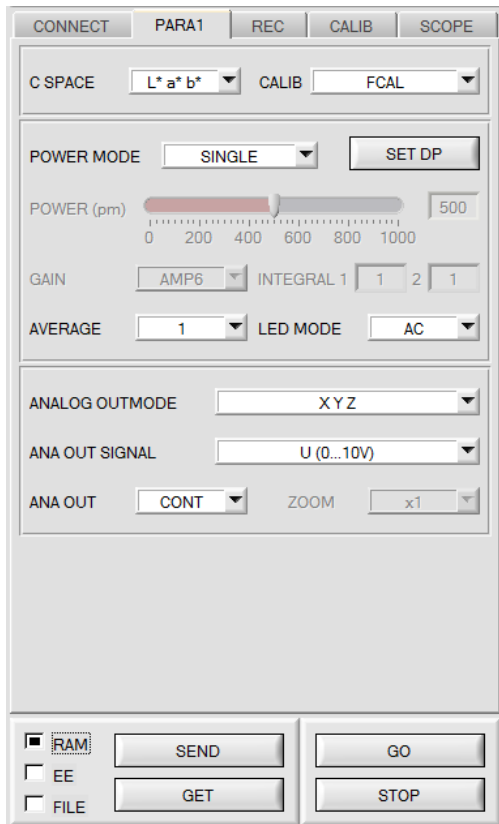 CONNECT PARA1 REC CALIB SCOPE
C SPACE L* a* b* CALIB FCAL
POWER MODE SINGLE SET DP
POWER (pm) 500
0 200 400 600 800 1000
GAIN AMP6 INTEGRAL 1 1 2 1
AVERAGE 1 LED MODE AC
ANALOG OUTMODE X Y Z
ANA OUT SIGNAL U (0...10V)
ANA OUT CONT ZOOM x1
RAM SEND GO
EE
GET STOP
FILE